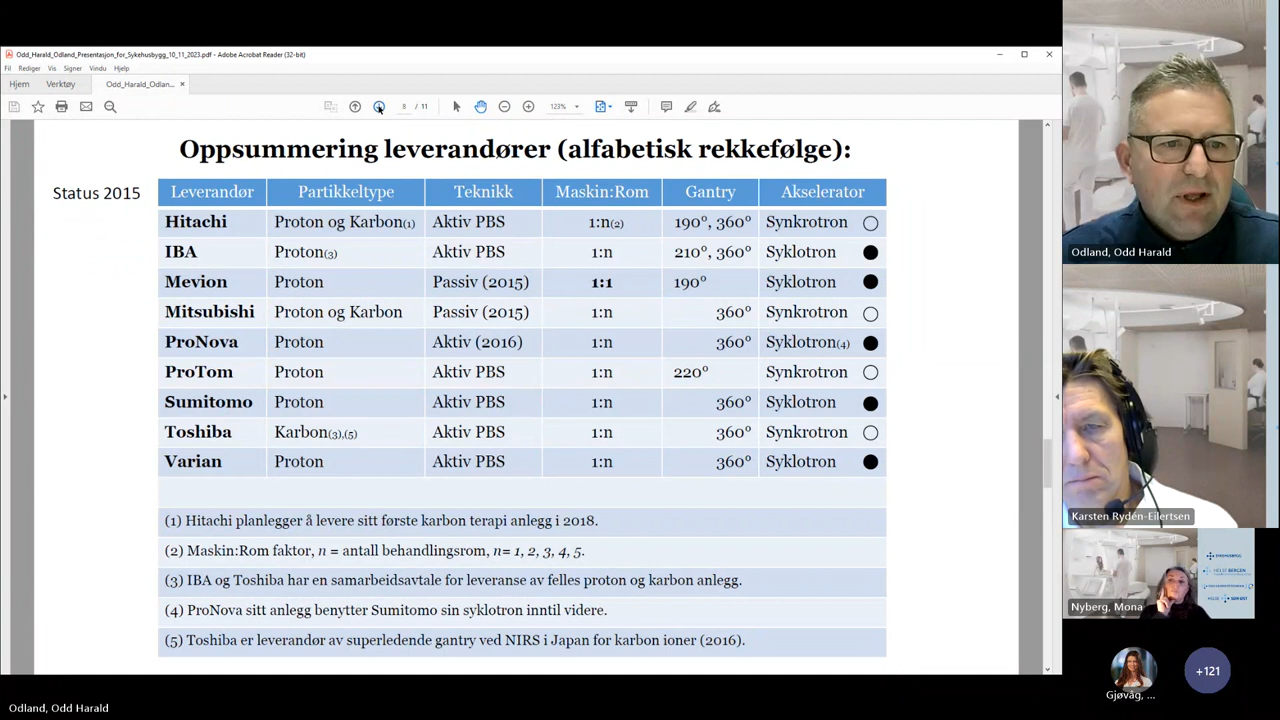 Odd_Harald_Odland_Presentasjon_for_Sykehusbygg_10_11_2023.pdf - Adobe Acrobat Reader (32-bit)
Fil Rediger Vis Signer Vindu Hjelp
Hjem Verktøy Odd_Harald_Odlan...
8 / 11 123%
Oppsummering leverandører (alfabetisk rekkefølge):
Status 2015
Leverandør Partikkeltype Teknikk Maskin:Rom Gantry Akselerator
Hitachi Proton og Karbon(1) Aktiv PBS 1:n(2) 190°, 360° Synkrotron
IBA Proton(3) Aktiv PBS 1:n 210°, 360° Syklotron
Mevion Proton Passiv (2015) 1:1 190° Syklotron
Mitsubishi Proton og Karbon Passiv (2015) 1:n 360° Synkrotron
ProNova Proton Aktiv (2016) 1:n 360° Syklotron(4)
ProTom Proton Aktiv PBS 1:n 220° Synkrotron
Sumitomo Proton Aktiv PBS 1:n 360° Syklotron
Toshiba Karbon(3),(5) Aktiv PBS 1:n 360° Synrkrotron
Varian Proton Aktiv PBS 1:n 360° Syklotron
(1) Hitachi planlegger å levere sitt første karbon terapi anlegg i 2018.
(2) Maskin:Rom faktor, n = antall behandlingsrom, n= 1, 2, 3, 4, 5.
(3) IBA og Toshiba har en samarbeidsavtale for leveranse av felles proton og karbon anlegg.
(4) ProNova sitt anlegg benytter Sumitomo sin syklotron inntil videre.
(5) Toshiba er leverandør av superledende gantry ved NIRS i Japan for karbon ioner (2016).
Odland, Odd Harald
Karsten Rydén-Eilertsen
SYKEHUSBYGG
HELSE BERGEN
HELSE SØR-ØST
Nyberg, Mona
Gjøvåg, ...
+121
Odland, Odd Harald